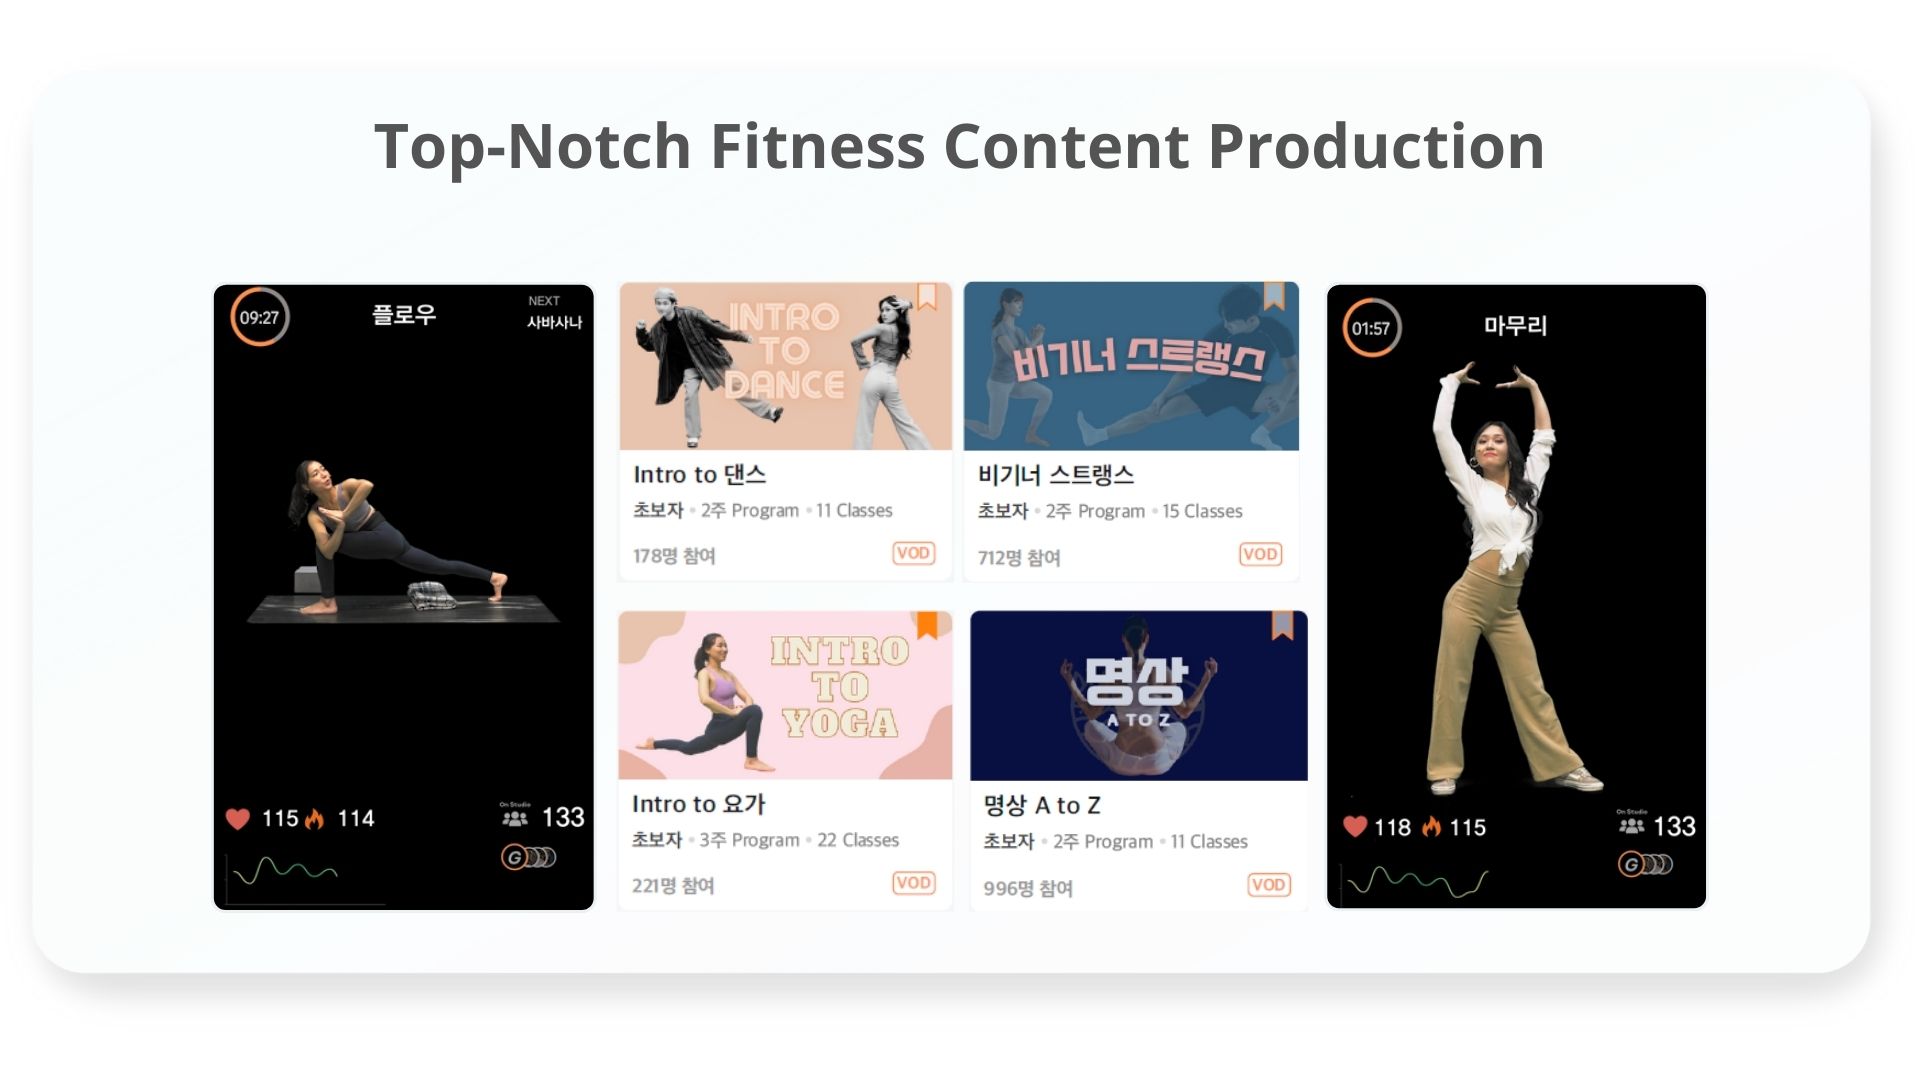 Top-Notch Fitness Content Production
09:27
플로우
NEXT
사바사나
115
114
On Studio
133
G
INTRO
TO
DANCE
Intro to 댄스
초보자 • 2주 Program • 11 Classes
178명 참여
VOD
비기너 스트랭스
비기너 스트랭스
초보자 • 2주 Program • 15 Classes
712명 참여
VOD
INTRO
TO
YOGA
Intro to 요가
초보자 • 3주 Program • 22 Classes
221명 참여
VOD
명상
A TO Z
명상 A to Z
초보자 • 2주 Program • 11 Classes
996명 참여
VOD
01:57
마무리
118
115
On Studio
133
G